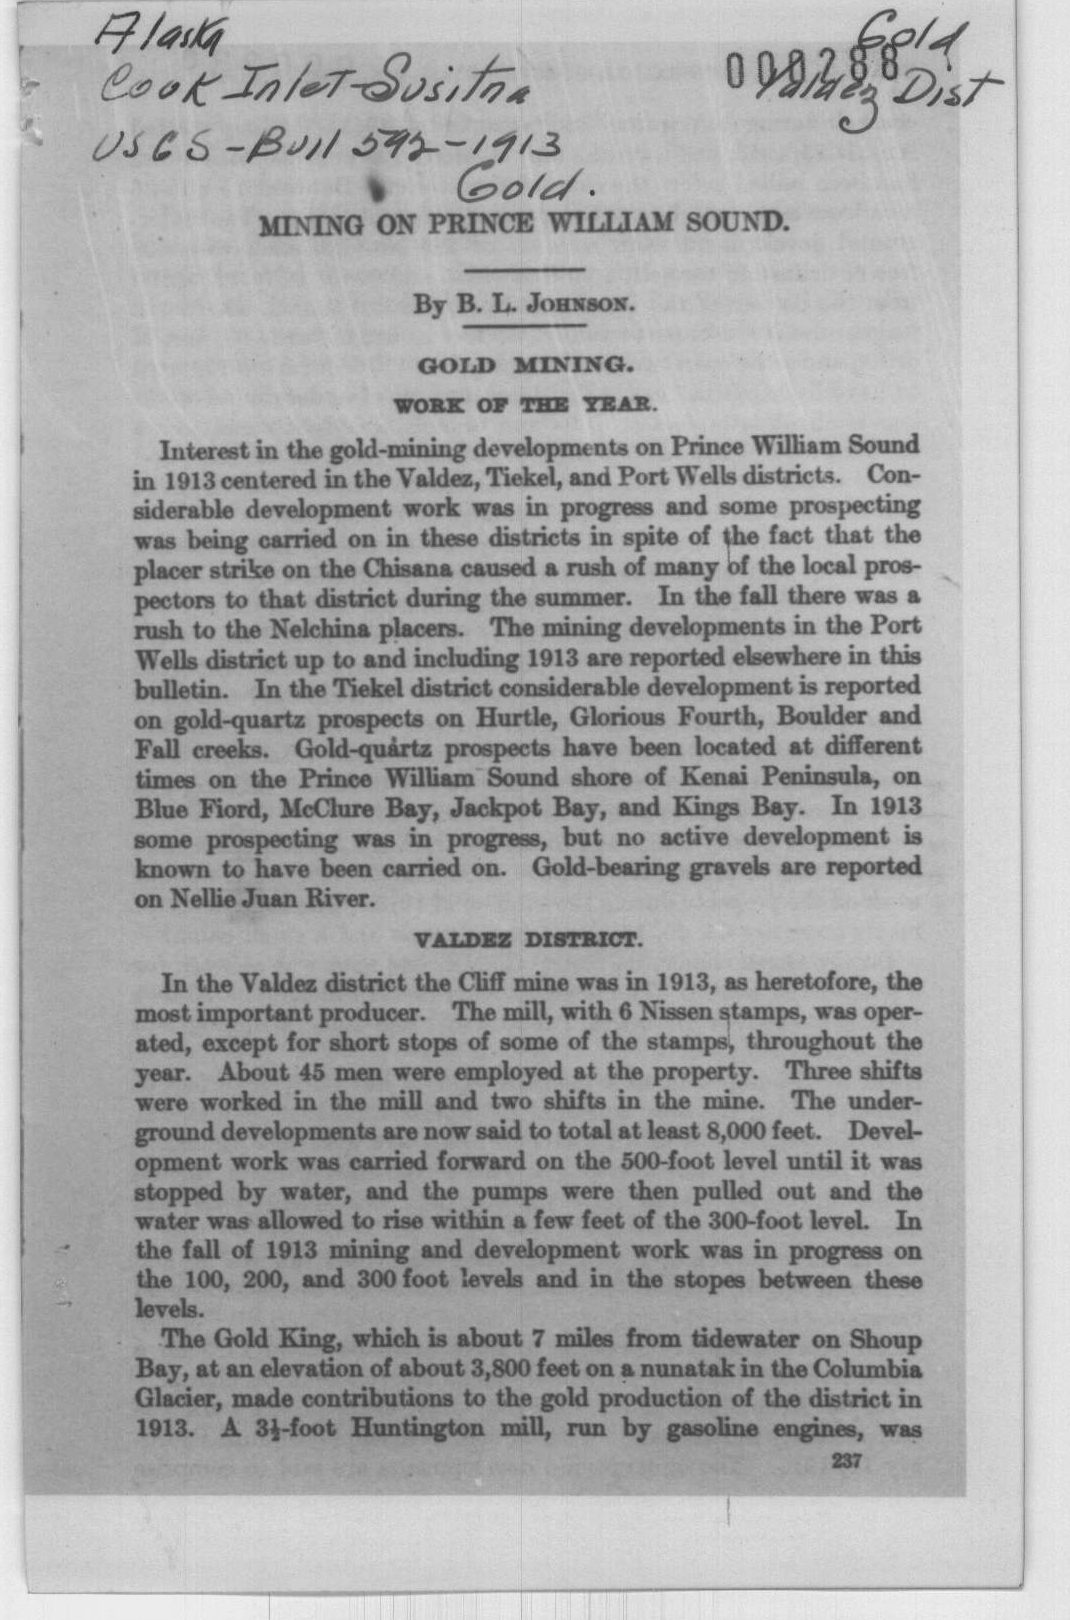 Alaska
Cook Inlet-Susitna
USGS-Bull 592-1913
Gold.
Gold
000288
Valdez Dist
MINING ON PRINCE WILLIAM SOUND.
By B. L. JOHNSON.
GOLD MINING.
WORK OF THE YEAR.
Interest in the gold-mining developments on Prince William Sound
in 1913 centered in the Valdez, Tiekel, and Port Wells districts. Con-
siderable development work was in progress and some prospecting
was being carried on in these districts in spite of the fact that the
placer strike on the Chisana caused a rush of many of the local pros-
pectors to that district during the summer. In the fall there was a
rush to the Nelchina placers. The mining developments in the Port
Wells district up to and including 1913 are reported elsewhere in this
bulletin. In the Tiekel district considerable development is reported
on gold-quartz prospects on Hurtle, Glorious Fourth, Boulder and
Fall creeks. Gold-quartz prospects have been located at different
times on the Prince William Sound shore of Kenai Peninsula, on
Blue Fiord, McClure Bay, Jackpot Bay, and Kings Bay. In 1913
some prospecting was in progress, but no active development is
known to have been carried on. Gold-bearing gravels are reported
on Nellie Juan River.
VALDEZ DISTRICT.
In the Valdez district the Cliff mine was in 1913, as heretofore, the
most important producer. The mill, with 6 Nissen stamps, was oper-
ated, except for short stops of some of the stamps, throughout the
year. About 45 men were employed at the property. Three shifts
were worked in the mill and two shifts in the mine. The under-
ground developments are now said to total at least 8,000 feet. Devel-
opment work was carried forward on the 500-foot level until it was
stopped by water, and the pumps were then pulled out and the
water was allowed to rise within a few feet of the 300-foot level. In
the fall of 1913 mining and development work was in progress on
the 100, 200, and 300 foot levels and in the stopes between these
levels.
The Gold King, which is about 7 miles from tidewater on Shoup
Bay, at an elevation of about 3,800 feet on a nunatak in the Columbia
Glacier, made contributions to the gold production of the district in
1913. A 3½-foot Huntington mill, run by gasoline engines, was
237